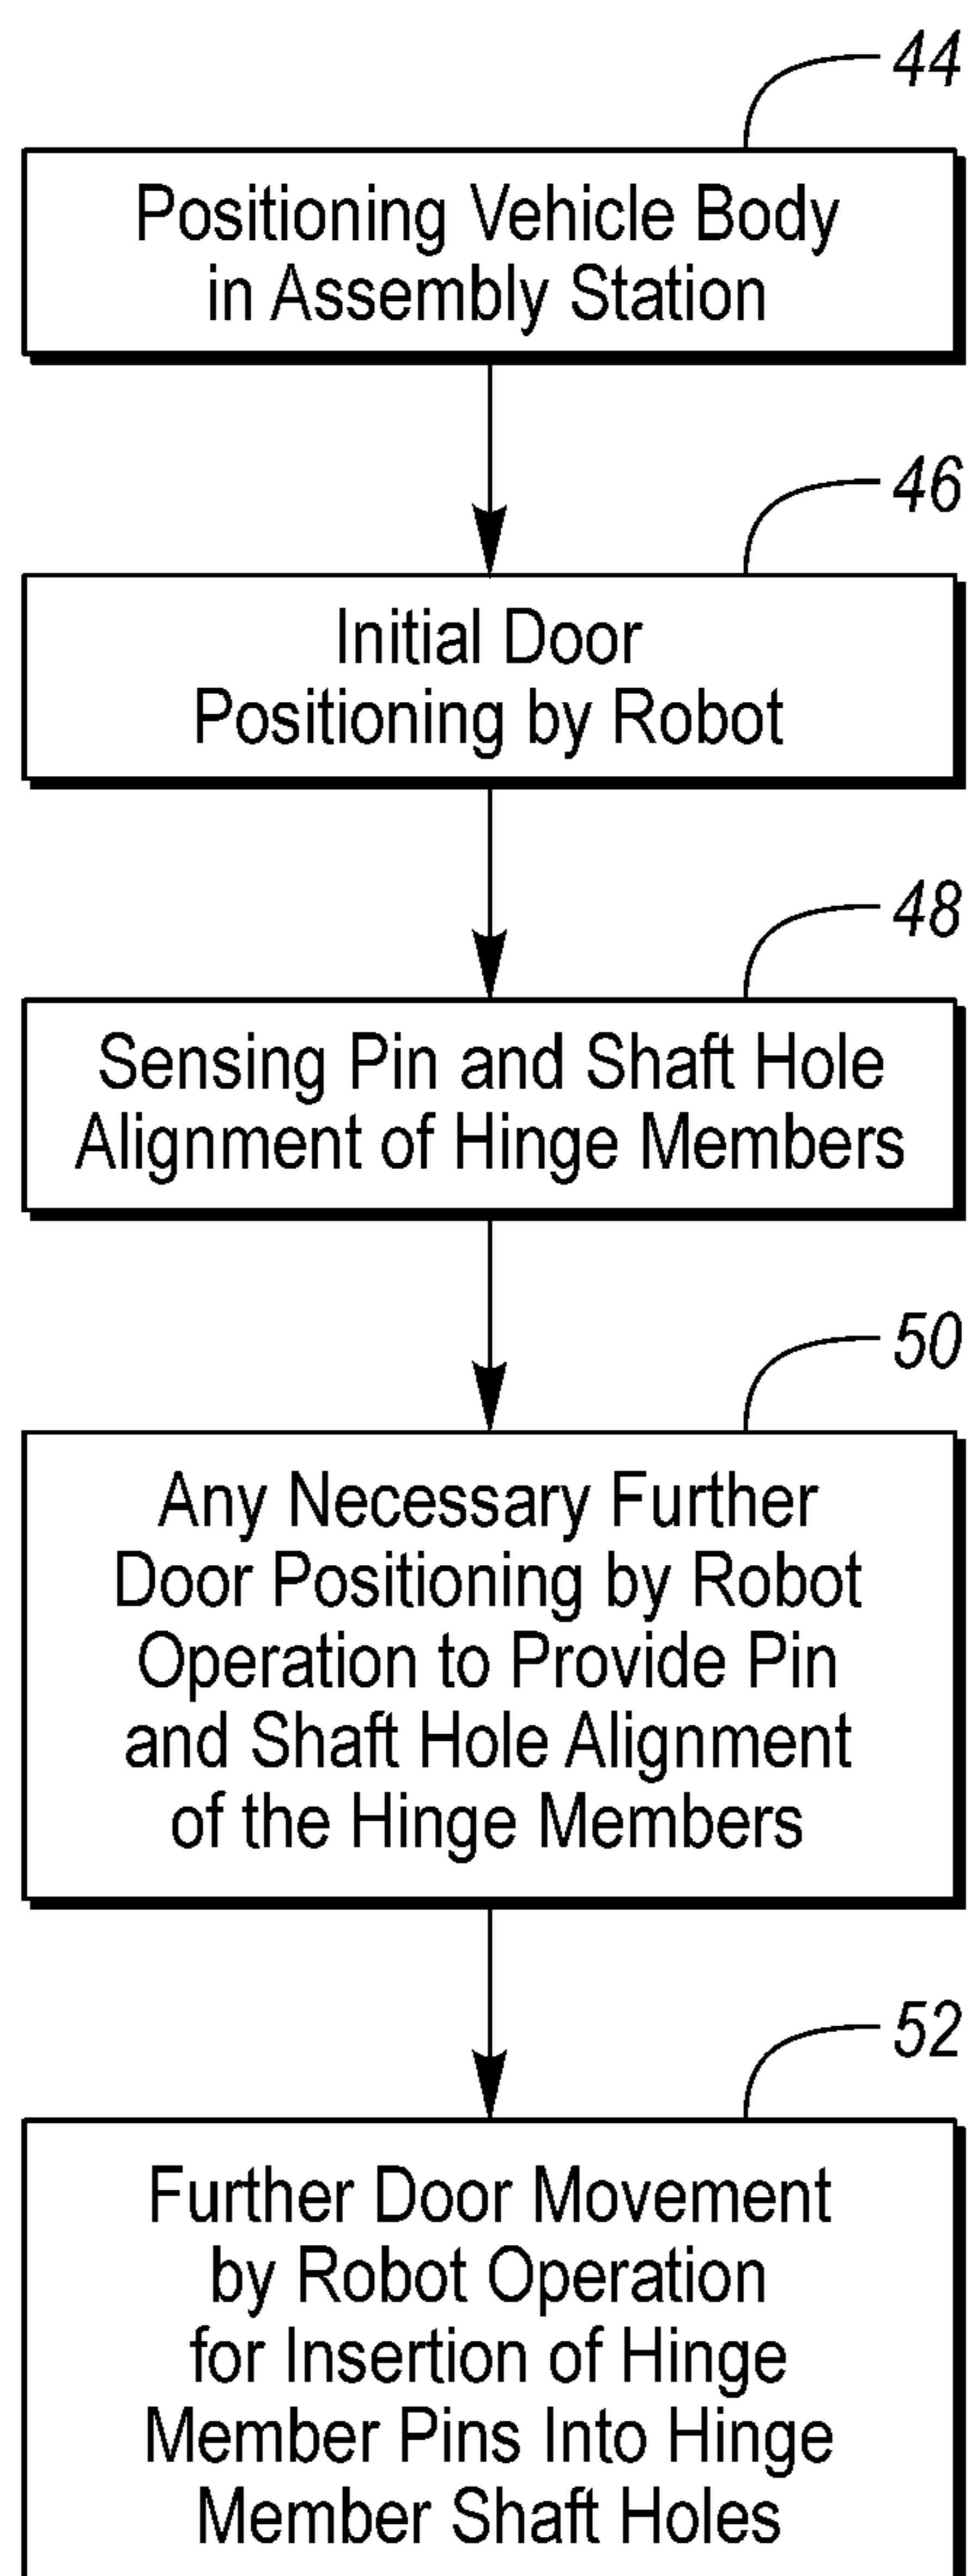 44
Positioning Vehicle Body
in Assembly Station
46
Initial Door
Positioning by Robot
48
Sensing Pin and Shaft Hole
Alignment of Hinge Members
50
Any Necessary Further
Door Positioning by Robot
Operation to Provide Pin
and Shaft Hole Alignment
of the Hinge Members
52
Further Door Movement
by Robot Operation
for Insertion of Hinge
Member Pins Into Hinge
Member Shaft Holes